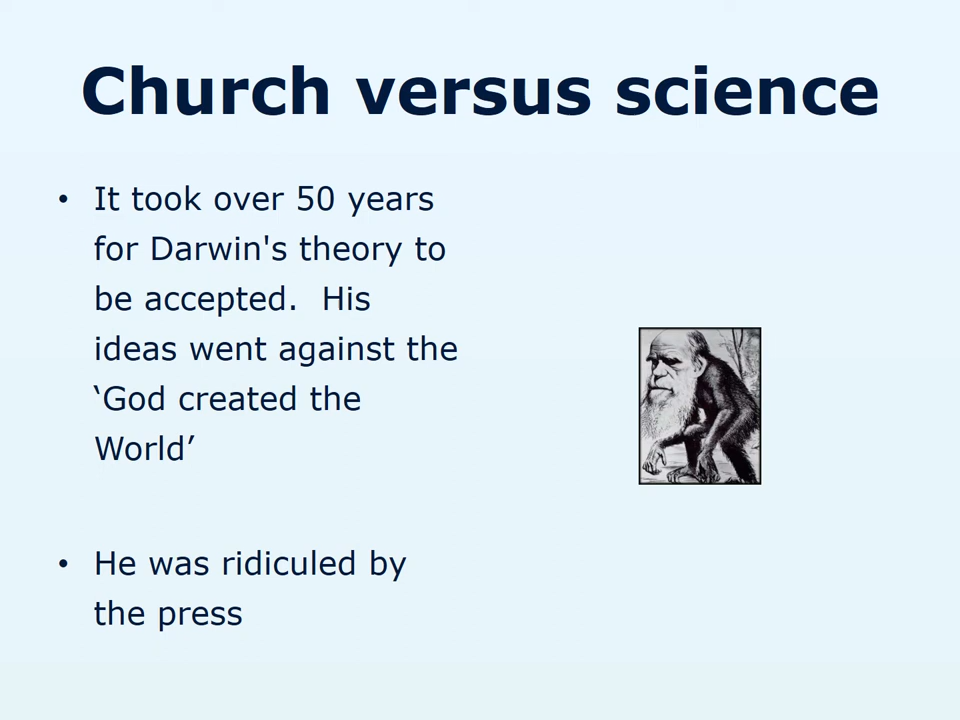 Church versus science
• It took over 50 years
for Darwin's theory to
be accepted.  His
ideas went against the
‘God created the
World’
• He was ridiculed by
the press